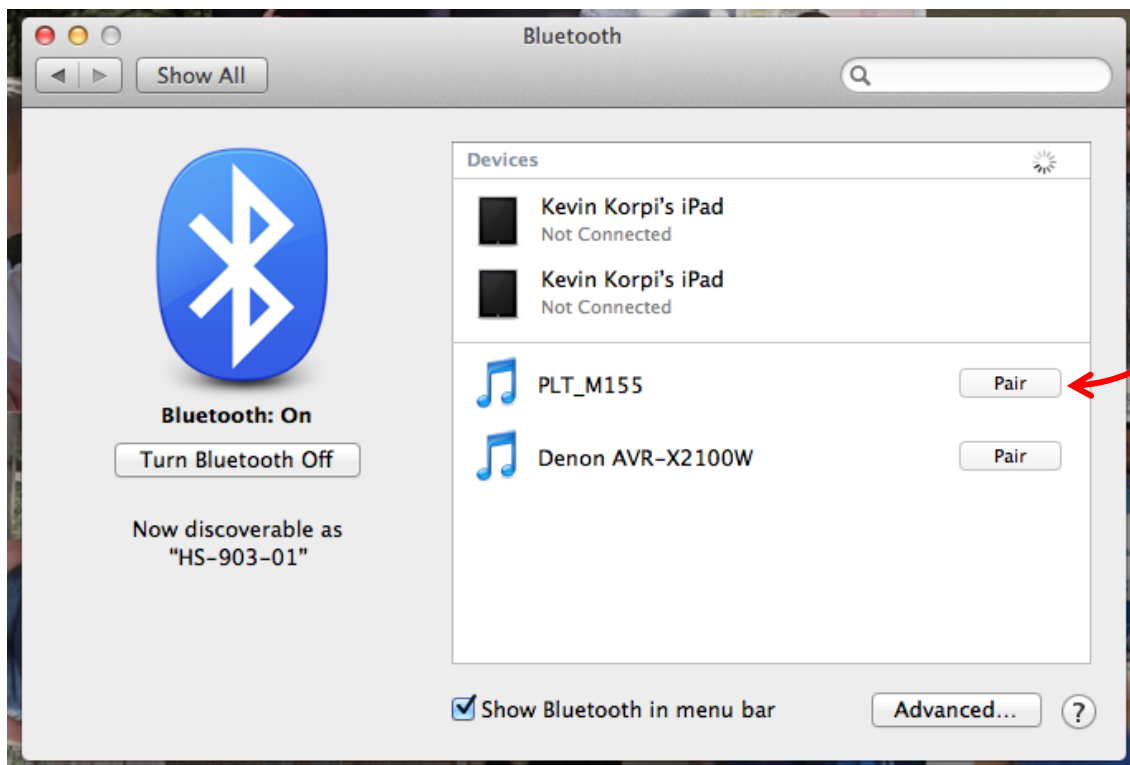 Bluetooth
Show All
Devices
Kevin Korpi's iPad
Not Connected
Kevin Korpi's iPad
Not Connected
PLT_M155
Pair
Denon AVR-X2100W
Pair
Bluetooth: On
Turn Bluetooth Off
Now discoverable as
"HS-903-01"
Show Bluetooth in menu bar
Advanced...
?